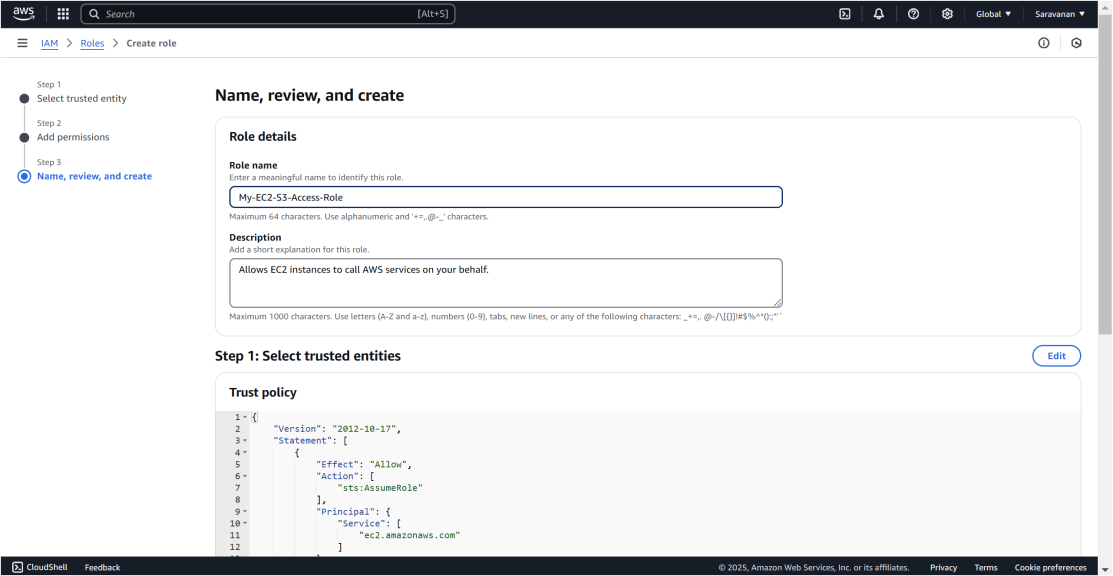 aws
Search [Alt+S]
Global ▼
Saravanan ▼
IAM > Roles > Create role
Step 1
Select trusted entity
Step 2
Add permissions
Step 3
Name, review, and create
Name, review, and create
Role details
Role name
Enter a meaningful name to identify this role.
My-EC2-S3-Access-Role
Maximum 64 characters. Use alphanumeric and '+=,.@-_' characters.
Description
Add a short explanation for this role.
Allows EC2 instances to call AWS services on your behalf.
Maximum 1000 characters. Use letters (A-Z and a-z), numbers (0-9), tabs, new lines, or any of the following characters: _+=,. @-/\[{}]!#$%^*();:"'`
Step 1: Select trusted entities
Edit
Trust policy
1 {
2 "Version": "2012-10-17",
3 "Statement": [
4 {
5 "Effect": "Allow",
6 "Action": [
7 "sts:AssumeRole"
8 ],
9 "Principal": {
10 "Service": [
11 "ec2.amazonaws.com"
12 ]
CloudShell Feedback © 2025, Amazon Web Services, Inc. or its affiliates. Privacy Terms Cookie preferences